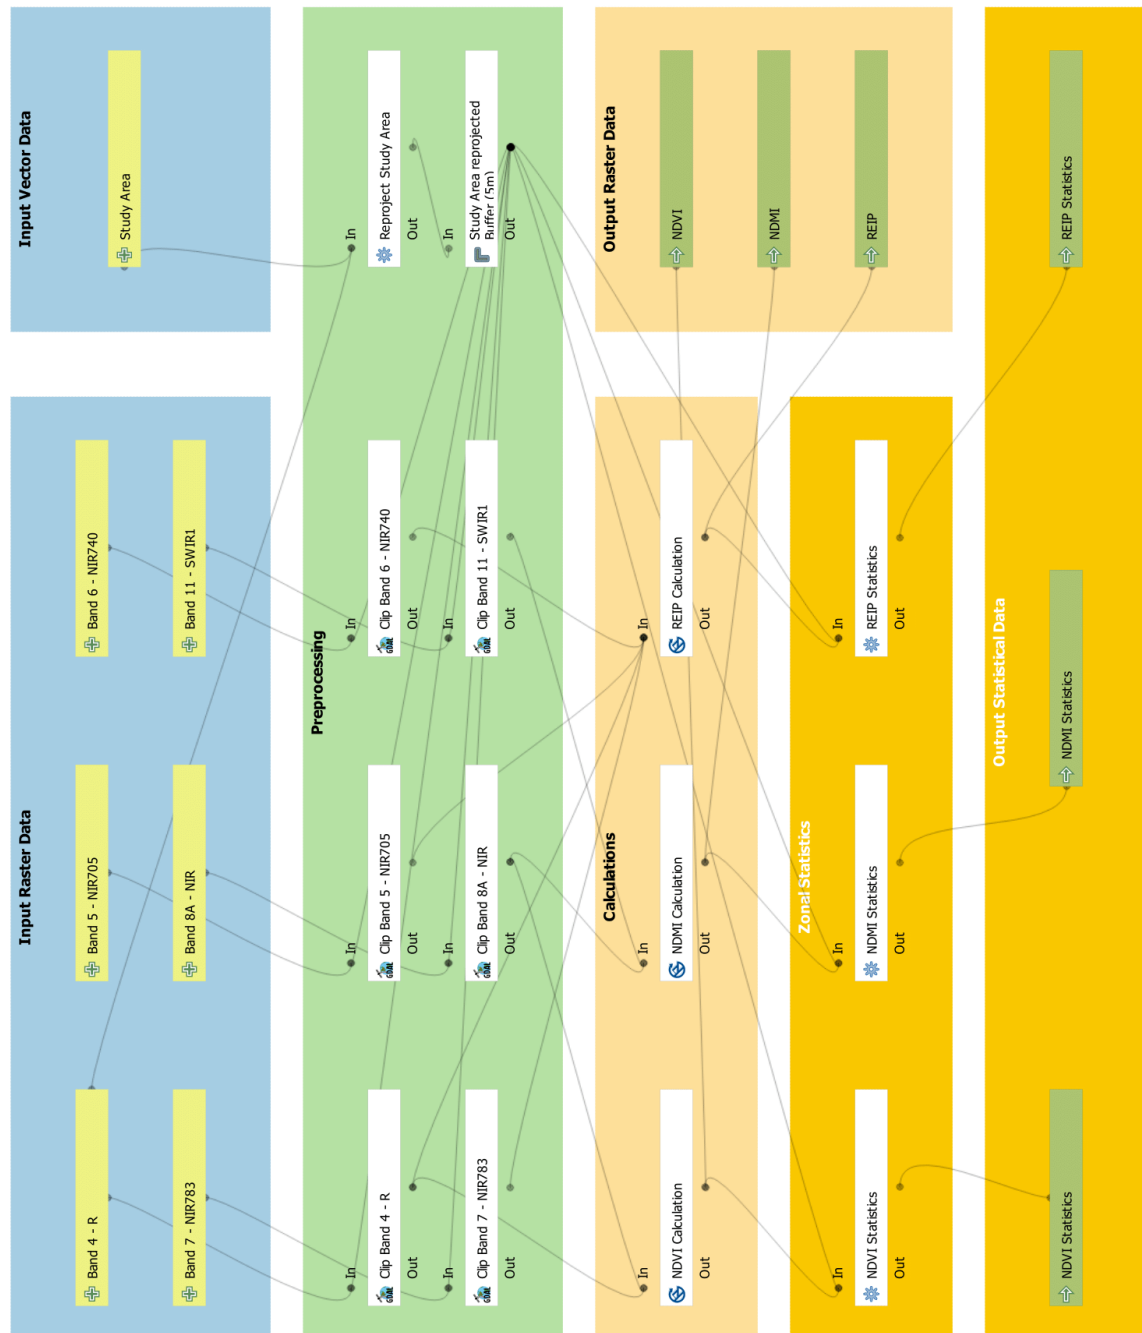 Input Raster Data
Band 4 - R
Band 7 - NIR783
Band 5 - NIR705
Band 8A - NIR
Band 6 - NIR740
Band 11 - SWIR1
Input Vector Data
Study Area
Preprocessing
In
Clip Band 4 - R
Out
In
Clip Band 7 - NIR783
Out
In
Clip Band 5 - NIR705
Out
In
Clip Band 8A - NIR
Out
In
Clip Band 6 - NIR740
Out
In
Clip Band 11 - SWIR1
Out
In
Reproject Study Area
Out
In
Study Area reprojected
Buffer (5m)
Out
Calculations
In
NDVI Calculation
Out
In
NDMI Calculation
Out
In
REIP Calculation
Out
Output Raster Data
NDVI
NDMI
REIP
Zonal Statistics
In
NDVI Statistics
Out
In
NDMI Statistics
Out
In
REIP Statistics
Out
Output Statistical Data
NDVI Statistics
NDMI Statistics
REIP Statistics